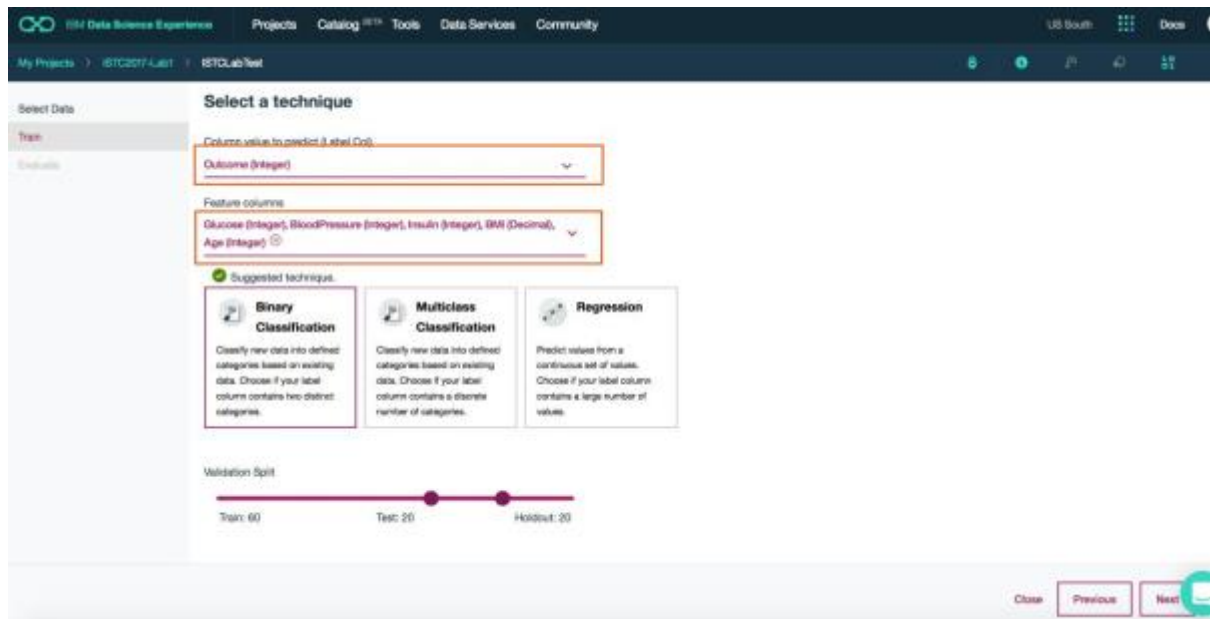 IBM Data Science Experience Projects Catalog BETA Tools Data Services Community US South Docs
My Projects > ISTC2017-Lab1 > ISTCLabTest
Select Data
Train
Evaluate
Select a technique
Column value to predict (Label Col)
Outcome (Integer)
Feature columns
Glucose (Integer), BloodPressure (Integer), Insulin (Integer), BMI (Decimal),
Age (Integer)
Suggested technique.
Binary
Classification
Classify new data into defined
categories based on existing
data. Choose if your label
column contains two distinct
categories.
Multiclass
Classification
Classify new data into defined
categories based on existing
data. Choose if your label
column contains a discrete
number of categories.
Regression
Predict values from a
continuous set of values.
Choose if your label column
contains a large number of
values.
Validation Split
Train: 60 Test: 20 Holdout: 20
Close Previous Next